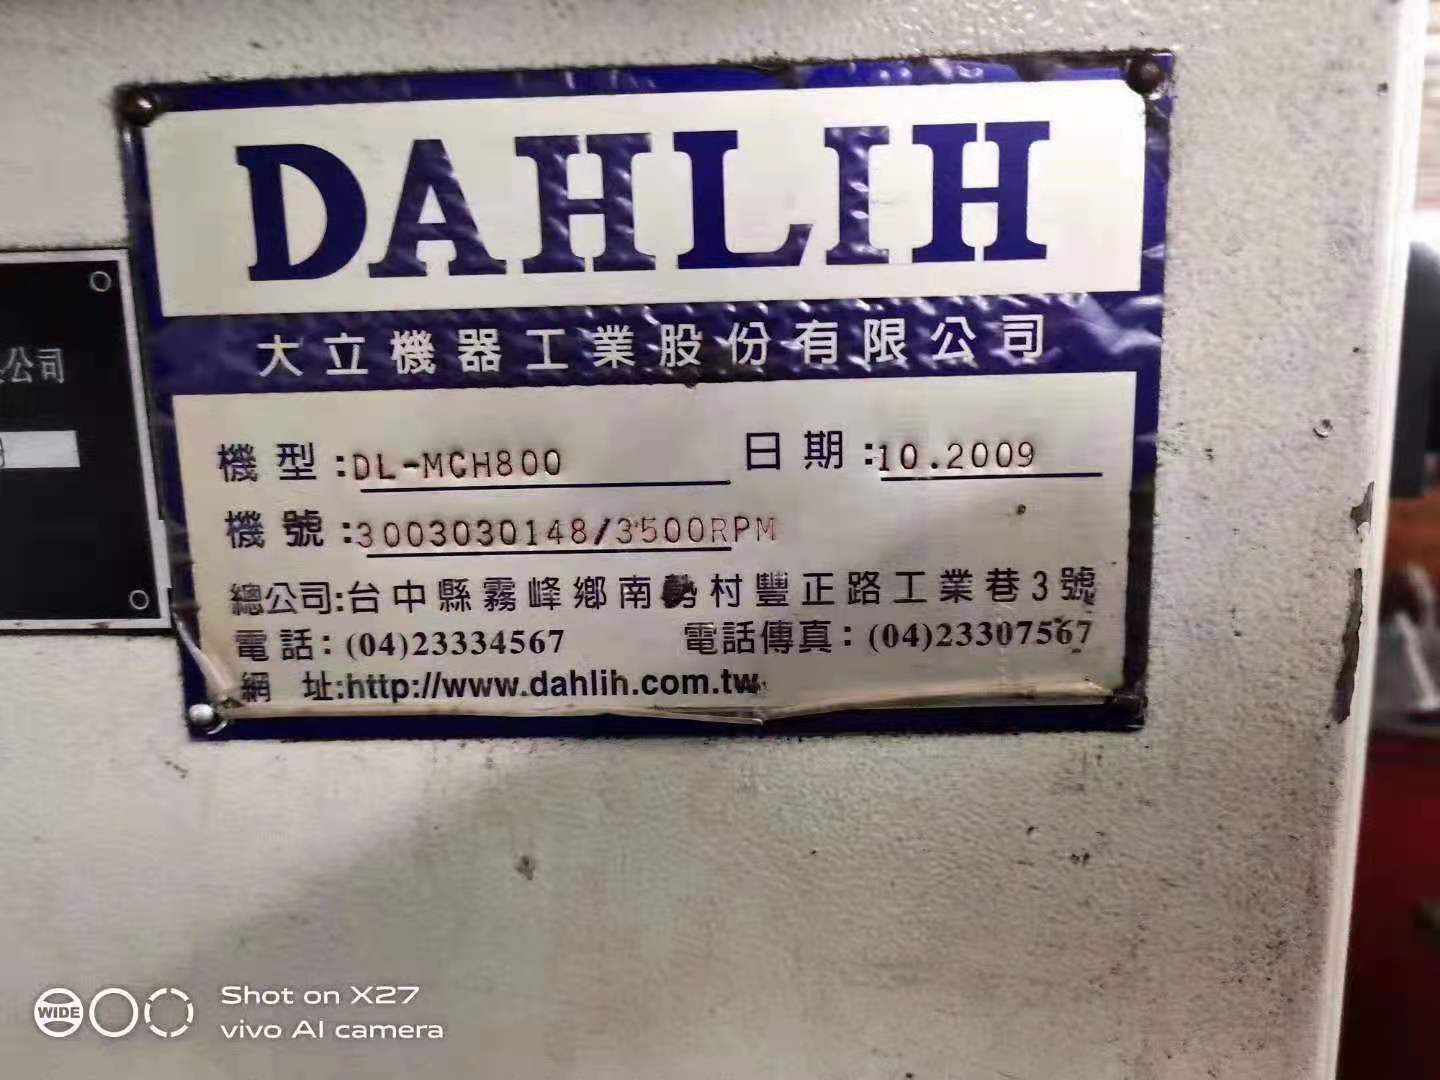 DAHLIH
大立機器工業股份有限公司
機型:DL-MCH800 日期:10.2009
機號:3003030148/3500RPM
總公司:台中縣霧峰鄉南勢村豐正路工業巷3號
電話:(04)23334567 電話傳真:(04)23307567
網址:http://www.dahlih.com.tw
公司
WIDE
Shot on X27
vivo AI camera